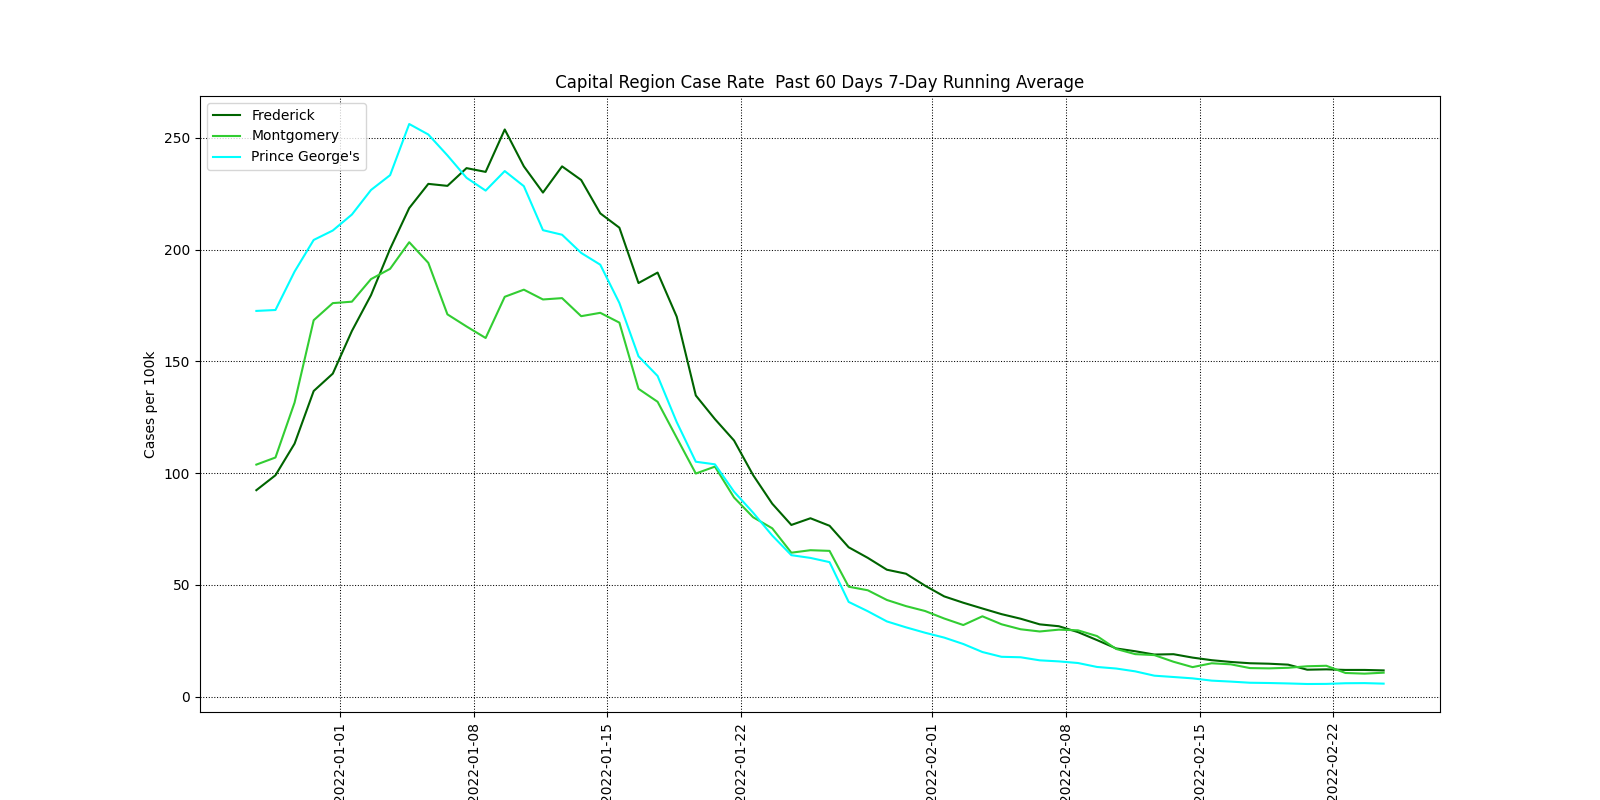 Capital Region Case Rate  Past 60 Days 7-Day Running Average
Frederick
Montgomery
Prince George's
Cases per 100k
250
200
150
100
50
0
2022-01-01
2022-01-08
2022-01-15
2022-01-22
2022-02-01
2022-02-08
2022-02-15
2022-02-22